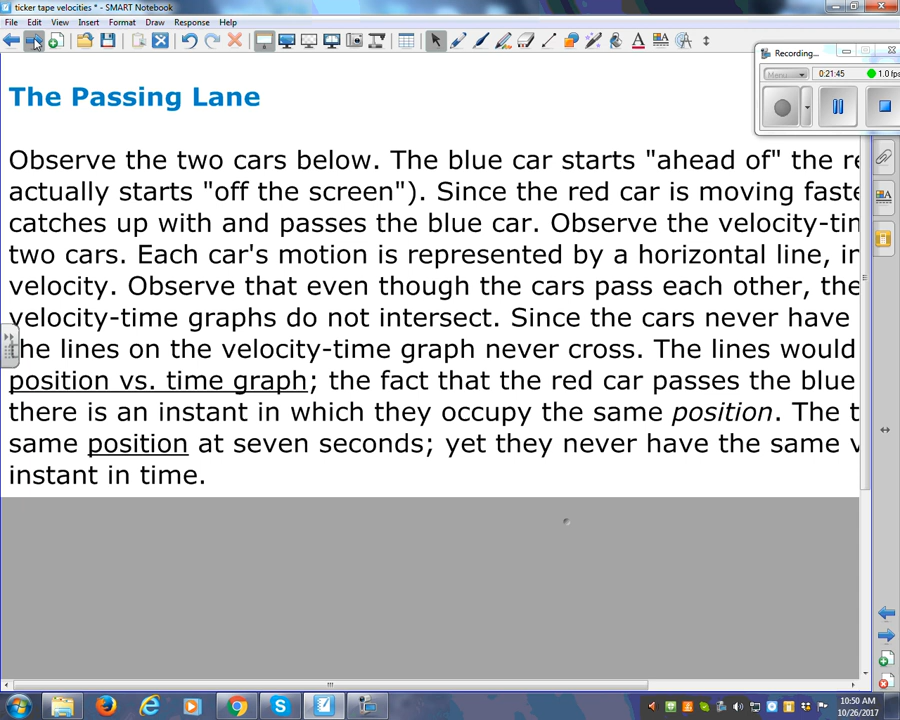 ticker tape velocities * - SMART Notebook
File Edit View Insert Format Draw Response Help
Recording...
Menu 0:21:45 1.0 fps
The Passing Lane
Observe the two cars below. The blue car starts "ahead of" the re
actually starts "off the screen"). Since the red car is moving faste
catches up with and passes the blue car. Observe the velocity-tin
two cars. Each car's motion is represented by a horizontal line, in
velocity. Observe that even though the cars pass each other, the
velocity-time graphs do not intersect. Since the cars never have
the lines on the velocity-time graph never cross. The lines would
position vs. time graph; the fact that the red car passes the blue
there is an instant in which they occupy the same position. The t
same position at seven seconds; yet they never have the same v
instant in time.
10:50 AM
10/26/2017